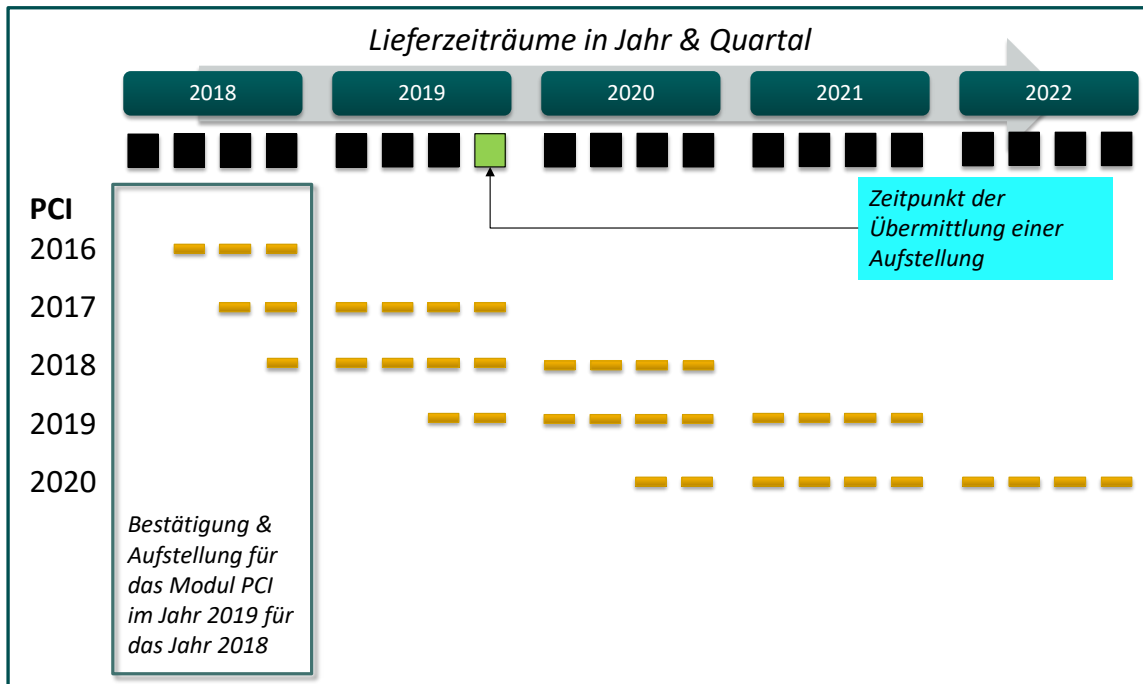 Lieferzeiträume in Jahr & Quartal
2018
2019
2020
2021
2022
Zeitpunkt der
Übermittlung einer
Aufstellung
PCI
2016
2017
2018
2019
2020
Bestätigung &
Aufstellung für
das Modul PCI
im Jahr 2019 für
das Jahr 2018